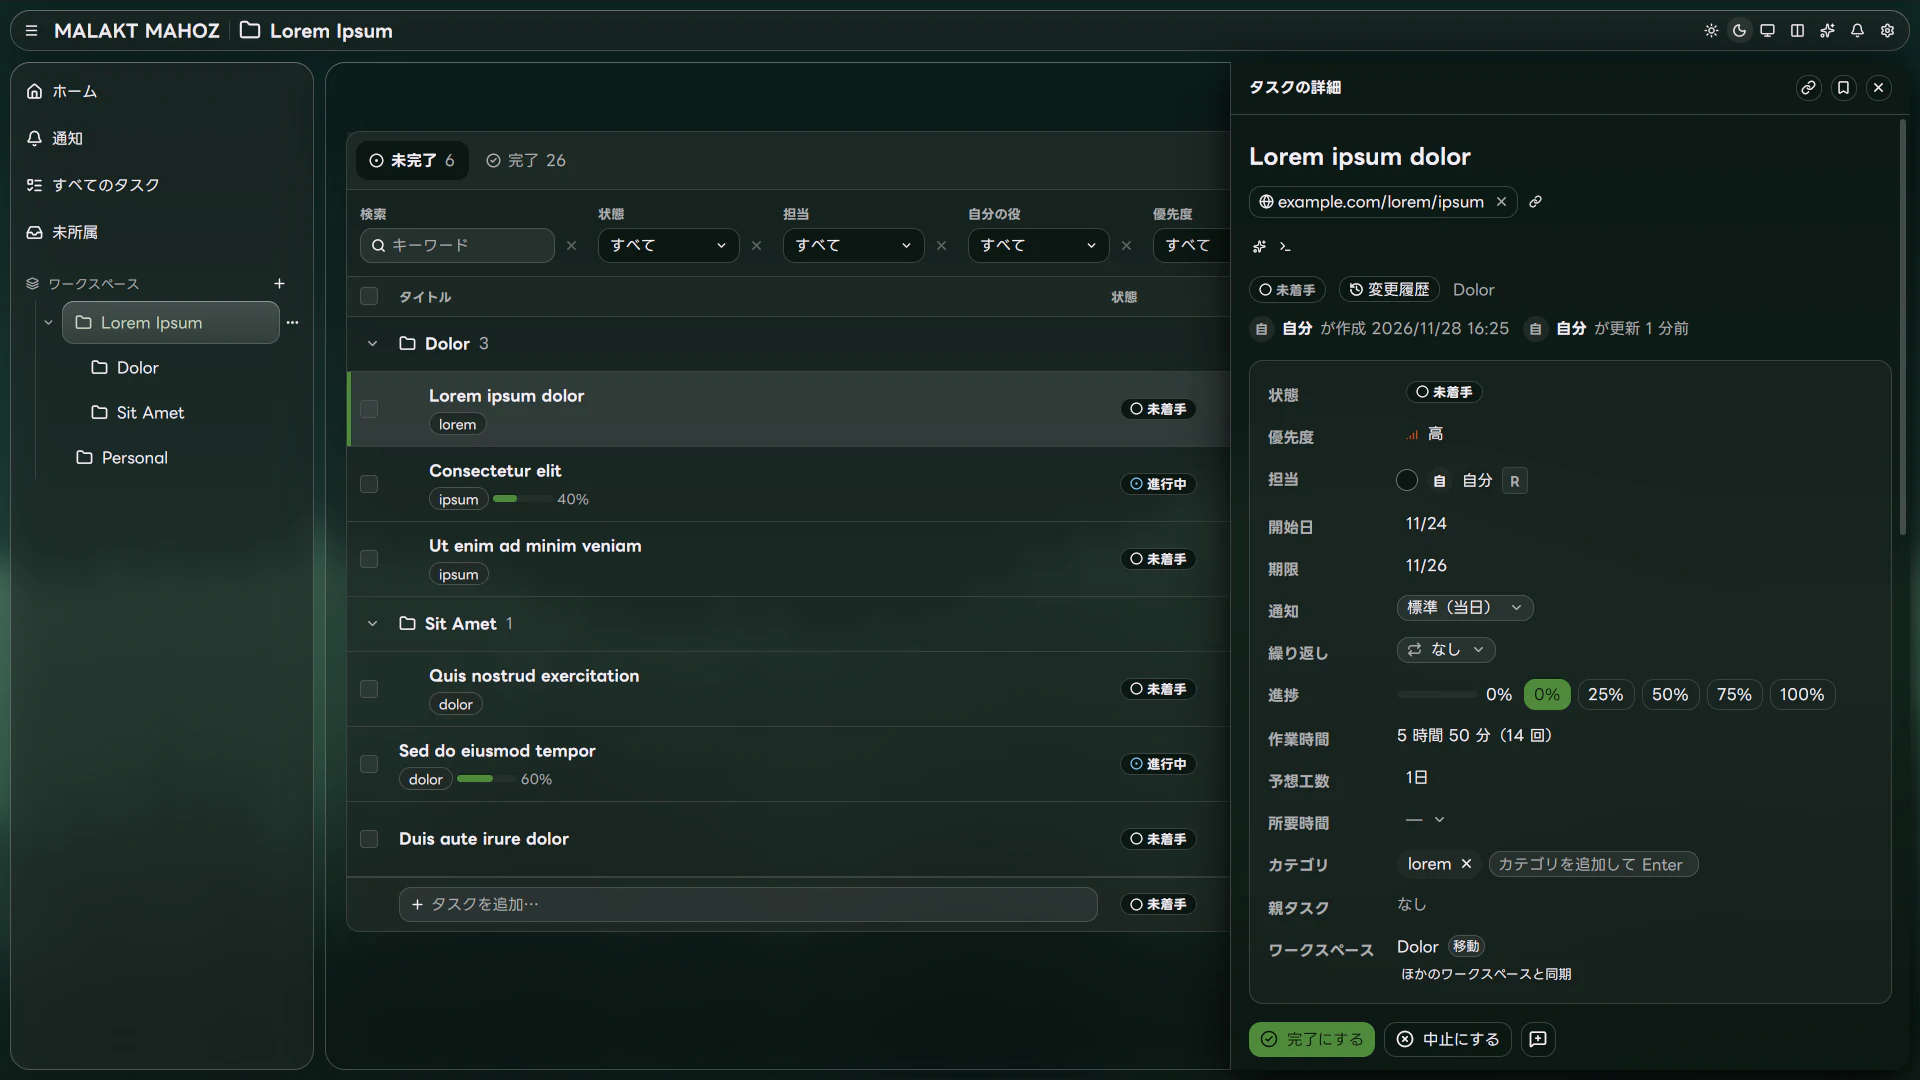 MALAKT MAHOZ
Lorem Ipsum
ホーム
通知
すべてのタスク
未所属
ワークスペース
Lorem Ipsum
Dolor
Sit Amet
Personal
未完了 6
完了 26
検索
状態
担当
自分の役
優先度
キーワード
すべて
すべて
すべて
すべて
タイトル
状態
Dolor 3
Lorem ipsum dolor
未着手
lorem
Consectetur elit
進行中
ipsum 40%
Ut enim ad minim veniam
未着手
ipsum
Sit Amet 1
Quis nostrud exercitation
未着手
dolor
Sed do eiusmod tempor
進行中
dolor 60%
Duis aute irure dolor
未着手
タスクを追加…
未着手
タスクの詳細
Lorem ipsum dolor
example.com/lorem/ipsum
未着手
変更履歴
Dolor
自 自分 が作成 2026/11/28 16:25 自 自分 が更新 1 分前
状態 未着手
優先度 高
担当 自 自分 R
開始日 11/24
期限 11/26
通知 標準（当日）
繰り返し なし
進捗 0% 0% 25% 50% 75% 100%
作業時間 5 時間 50 分（14 回）
予想工数 1日
所要時間 —
カテゴリ lorem カテゴリを追加して Enter
親タスク なし
ワークスペース Dolor 移動
ほかのワークスペースと同期
完了にする
中止にする